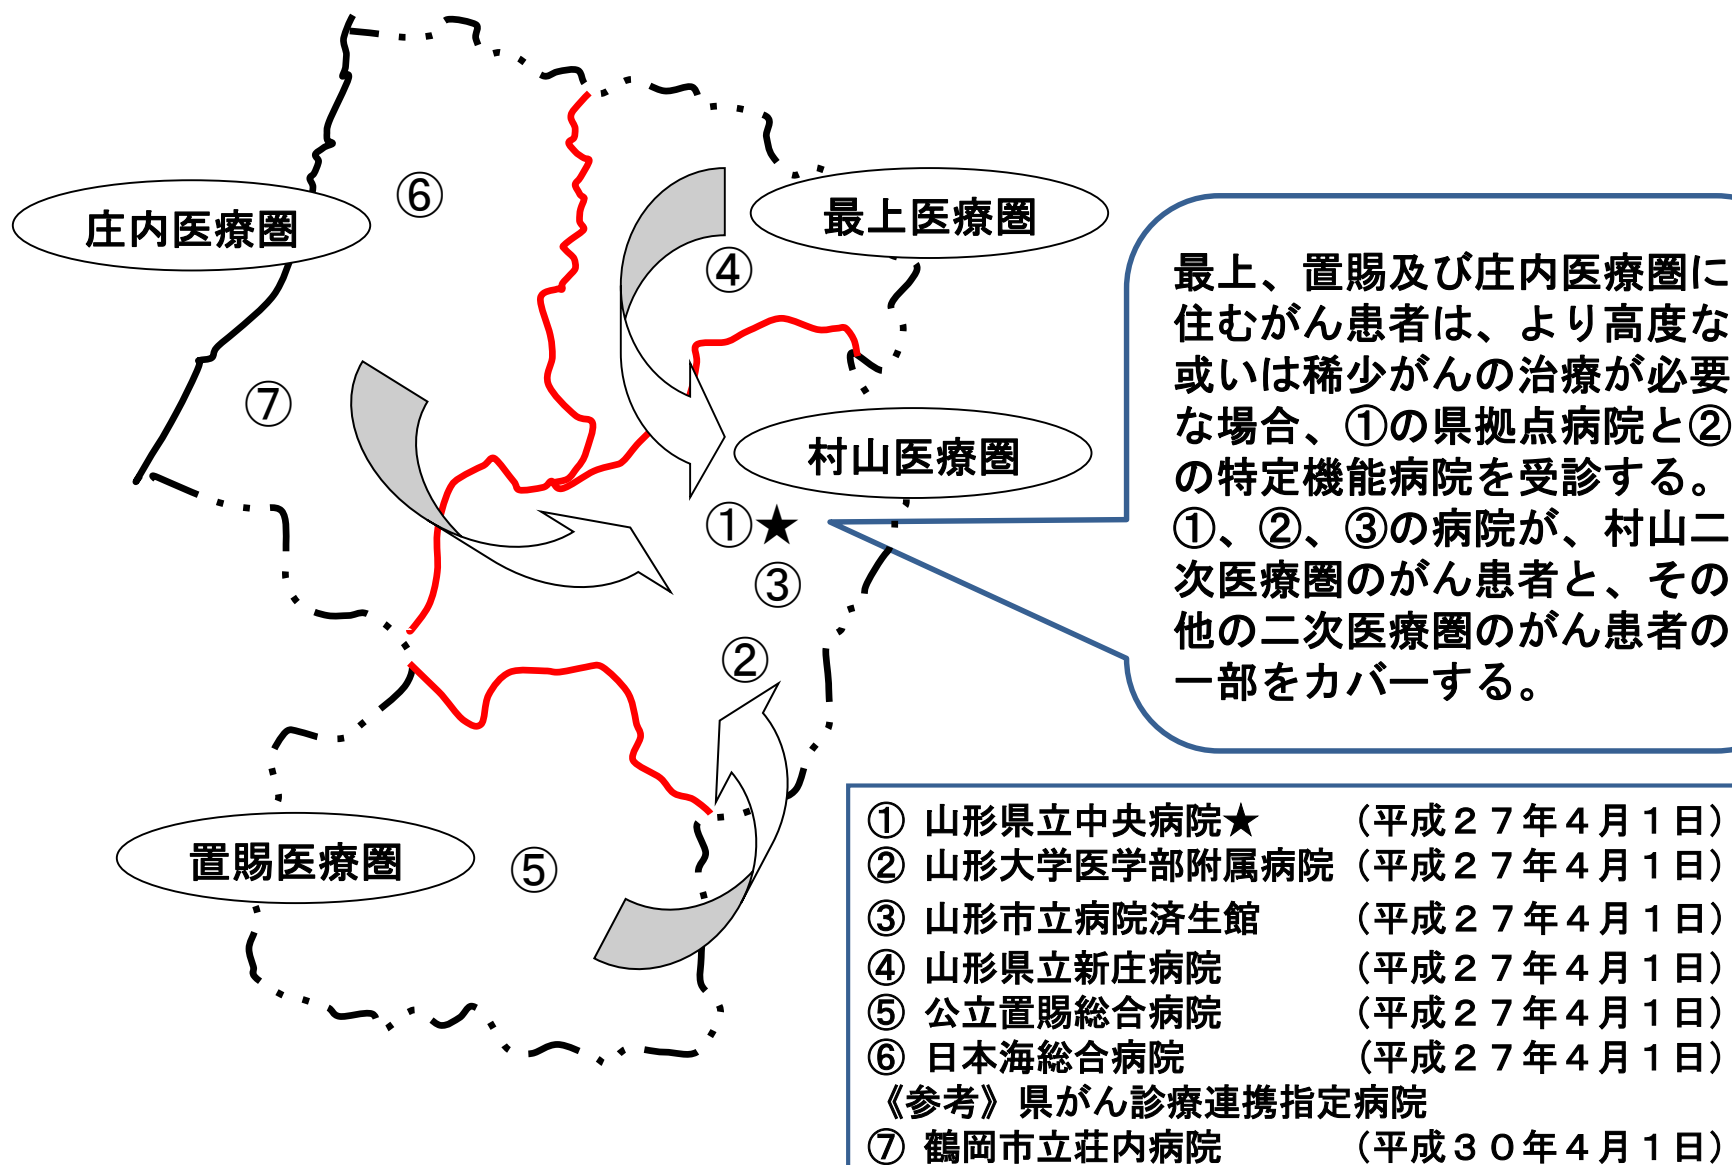 ⑥
庄内医療圏
最上医療圏
④
⑦
村山医療圏
①★
③
②
置賜医療圏
⑤
最上、置賜及び庄内医療圏に
住むがん患者は、より高度な
或いは稀少がんの治療が必要
な場合、①の県拠点病院と②
の特定機能病院を受診する。
①、②、③の病院が、村山二
次医療圏のがん患者と、その
他の二次医療圏のがん患者の
一部をカバーする。
① 山形県立中央病院★ （平成２７年４月１日）
② 山形大学医学部附属病院 （平成２７年４月１日）
③ 山形市立病院済生館 （平成２７年４月１日）
④ 山形県立新庄病院 （平成２７年４月１日）
⑤ 公立置賜総合病院 （平成２７年４月１日）
⑥ 日本海総合病院 （平成２７年４月１日）
《参考》県がん診療連携指定病院
⑦ 鶴岡市立荘内病院 （平成３０年４月１日）